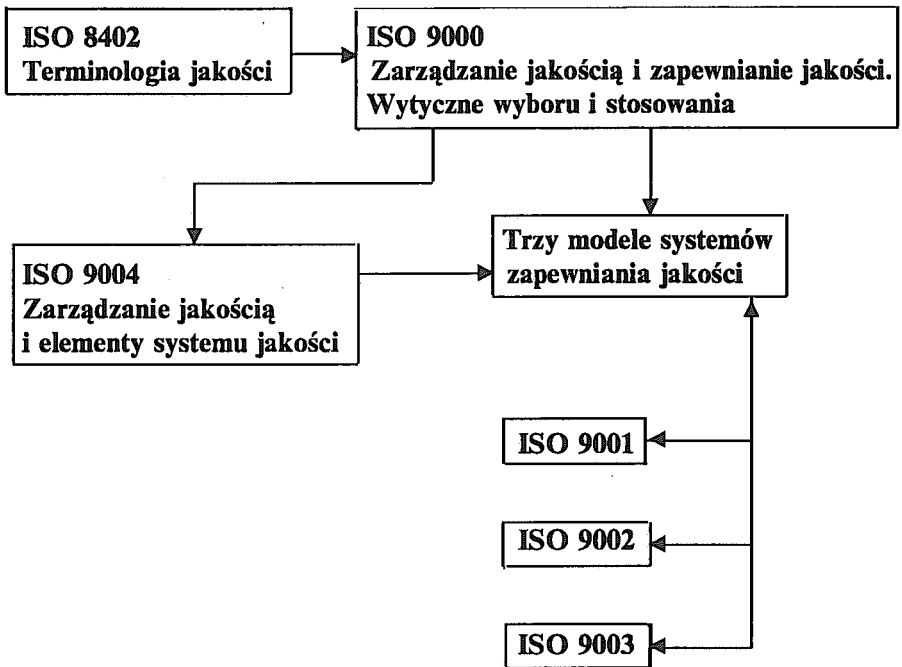 ISO 8402
Terminologia jakości
ISO 9000
Zarządzanie jakością i zapewnianie jakości.
Wytyczne wyboru i stosowania
Trzy modele systemów
zapewniania jakości
ISO 9004
Zarządzanie jakością
i elementy systemu jakości
ISO 9001
ISO 9002
ISO 9003